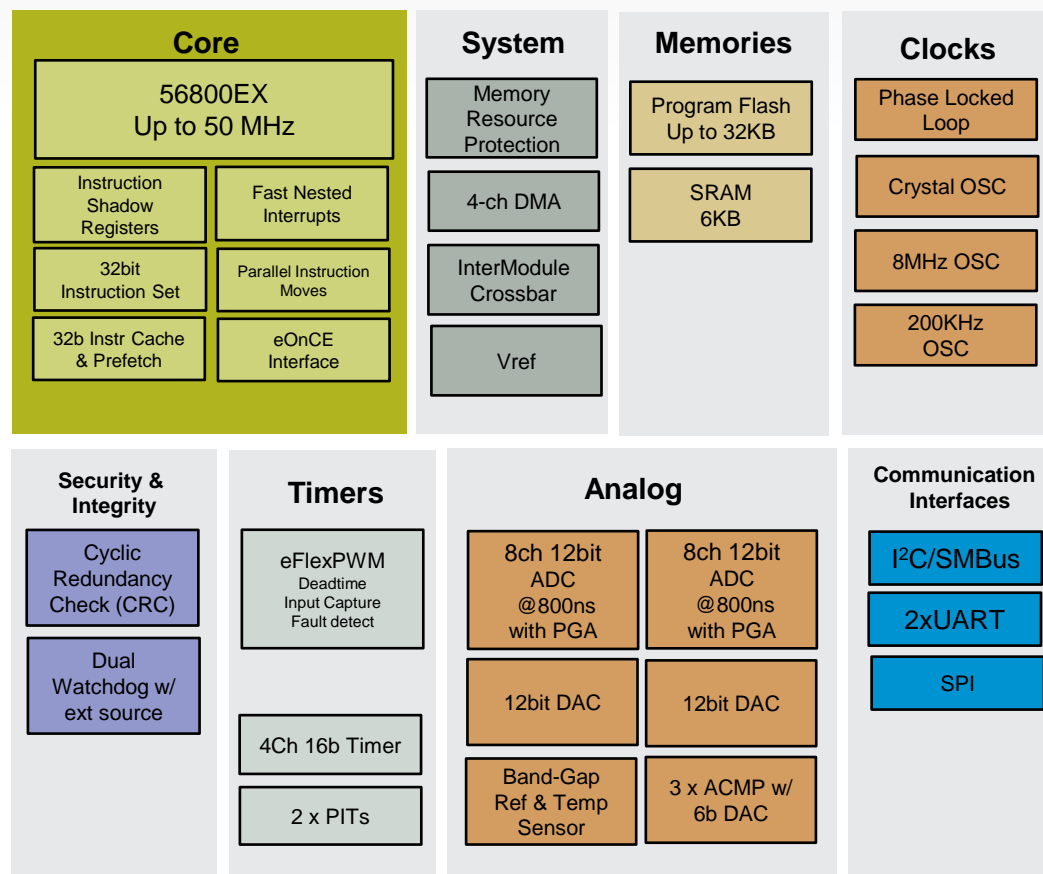 Core
56800EX
Up to 50 MHz
Instruction
Shadow
Registers
Fast Nested
Interrupts
32bit
Instruction Set
Parallel Instruction
Moves
32b Instr Cache
& Prefetch
eOnCE
Interface
System
Memory
Resource
Protection
4-ch DMA
InterModule
Crossbar
Vref
Memories
Program Flash
Up to 32KB
SRAM
6KB
Clocks
Phase Locked
Loop
Crystal OSC
8MHz OSC
200KHz
OSC
Security &
Integrity
Cyclic
Redundancy
Check (CRC)
Dual
Watchdog w/
ext source
Timers
eFlexPWM
Deadtime
Input Capture
Fault detect
4Ch 16b Timer
2 x PITs
Analog
8ch 12bit
ADC
@800ns
with PGA
8ch 12bit
ADC
@800ns
with PGA
12bit DAC
12bit DAC
Band-Gap
Ref & Temp
Sensor
3 x ACMP w/
6b DAC
Communication
Interfaces
I²C/SMBus
2xUART
SPI